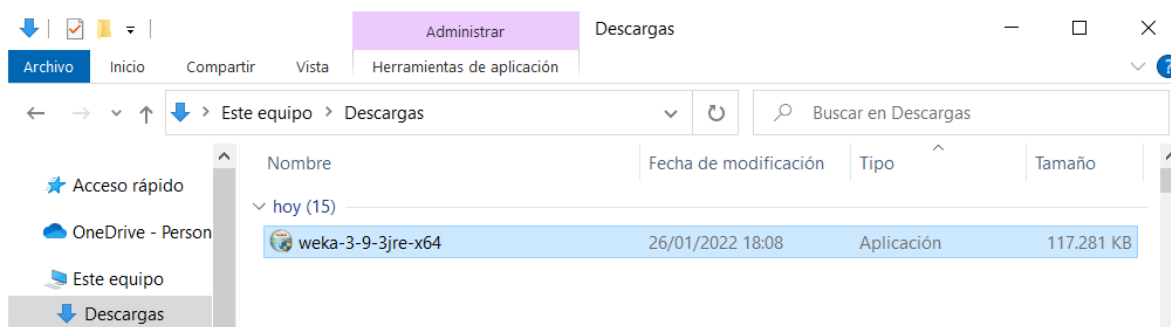 Administrar Descargas
Archivo Inicio Compartir Vista Herramientas de aplicación ?
Este equipo > Descargas Buscar en Descargas
Nombre Fecha de modificación Tipo Tamaño
Acceso rápido
hoy (15)
OneDrive - Person
weka-3-9-3jre-x64 26/01/2022 18:08 Aplicación 117.281 KB
Este equipo
Descargas